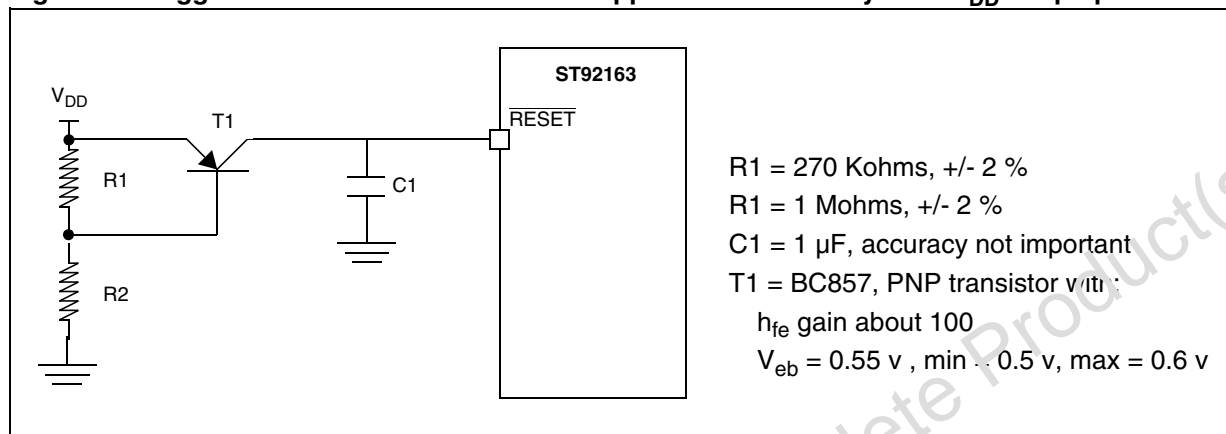 ST92163
V_DD
T1
RESET
R1
C1
R2
R1 = 270 Kohms, +/- 2 %
R1 = 1 Mohms, +/- 2 %
C1 = 1 µF, accuracy not important
T1 = BC857, PNP transistor with:
h_fe gain about 100
V_eb = 0.55 v , min = 0.5 v, max = 0.6 v